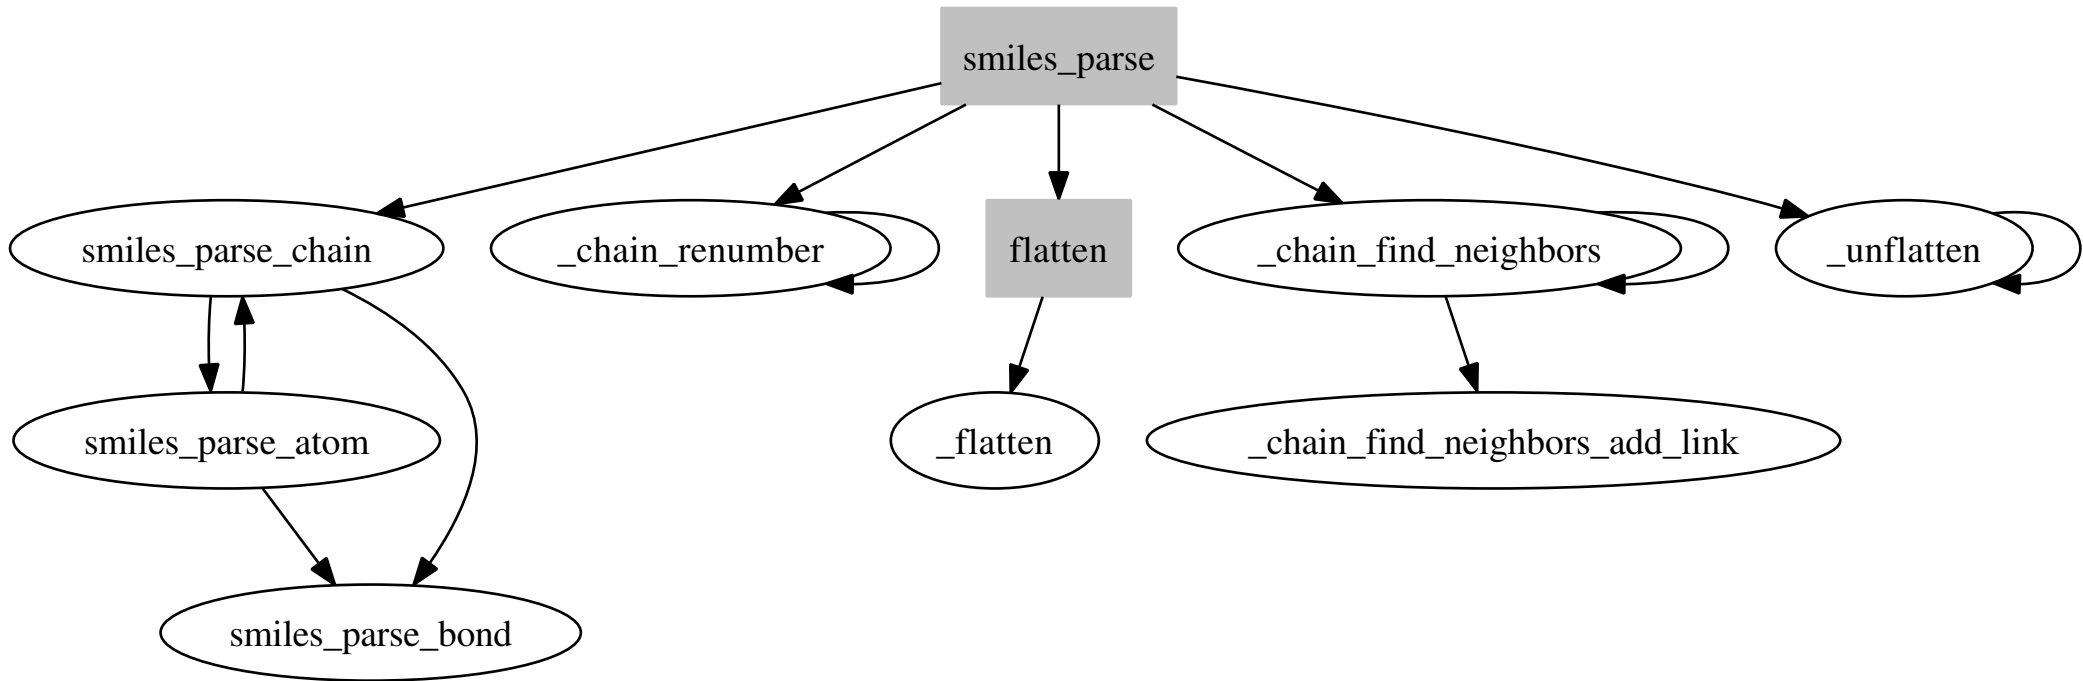 smiles_parse
smiles_parse_chain
_chain_renumber
flatten
_chain_find_neighbors
_unflatten
smiles_parse_atom
_flatten
_chain_find_neighbors_add_link
smiles_parse_bond